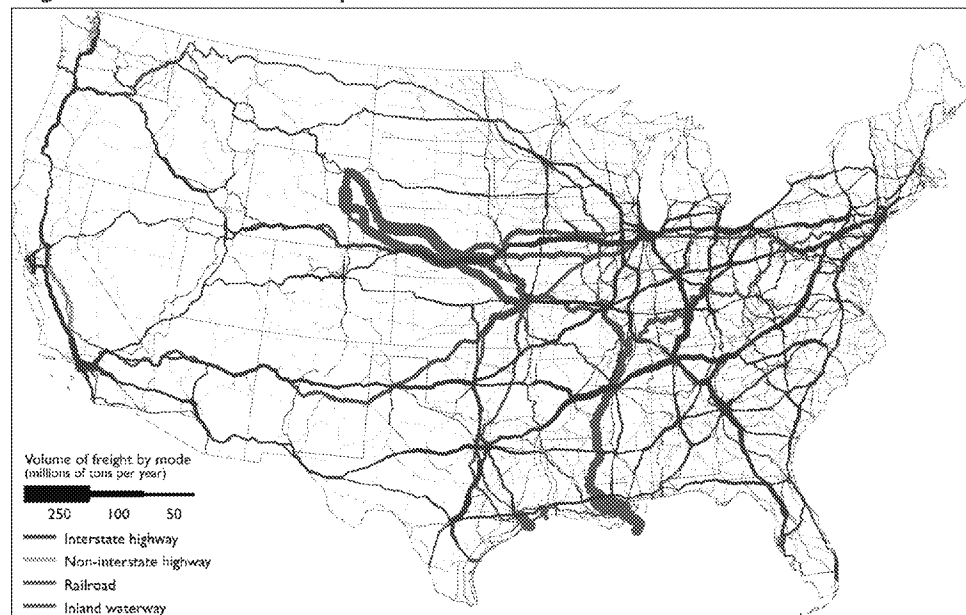 Volume of freight by mode
(millions of tons per year)
250 100 50
Interstate highway
Non-interstate highway
Railroad
Inland waterway